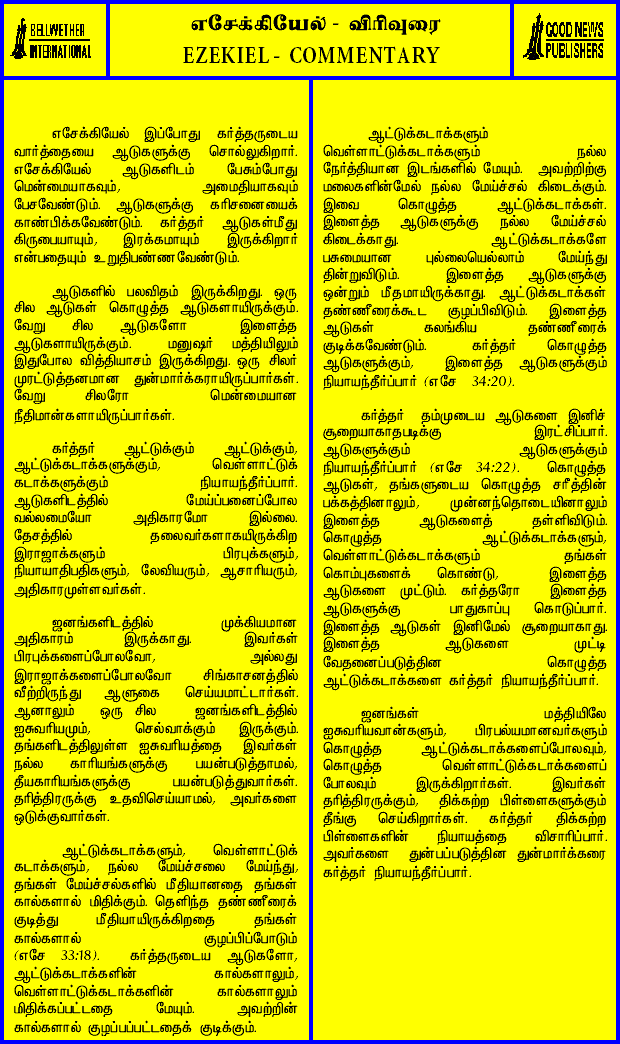 BELLWETHER
INTERNATIONAL
எசேக்கியேல் - விரிவுரை
EZEKIEL - COMMENTARY
GOOD NEWS
PUBLISHERS
எசேக்கியேல் இப்போது கர்த்தருடைய
வார்த்தையை ஆடுகளுக்கு சொல்லுகிறார்.
எசேக்கியேல் ஆடுகளிடம் பேசும்போது
மென்மையாகவும், அமைதியாகவும்
பேசவேண்டும். ஆடுகளுக்கு கரிசனையைக்
காண்பிக்கவேண்டும். கர்த்தர் ஆடுகள்மீது
கிருபையாயும், இரக்கமாயும் இருக்கிறார்
என்பதையும் உறுதிபண்ணவேண்டும்.
ஆடுகளில் பலவிதம் இருக்கிறது. ஒரு
சில ஆடுகள் கொழுத்த ஆடுகளாயிருக்கும்.
வேறு சில ஆடுகளோ இளைத்த
ஆடுகளாயிருக்கும். மனுஷர் மத்தியிலும்
இதுபோல வித்தியாசம் இருக்கிறது. ஒரு சிலர்
முரட்டுத்தனமான துன்மார்க்கராயிருப்பார்கள்.
வேறு சிலரோ மென்மையான
நீதிமான்களாயிருப்பார்கள்.
கர்த்தர் ஆட்டுக்கும் ஆட்டுக்கும்,
ஆட்டுக்கடாக்களுக்கும், வெள்ளாட்டுக்
கடாக்களுக்கும் நியாயந்தீர்ப்பார்.
ஆடுகளிடத்தில் மேய்ப்பனைப்போல
வல்லமையோ அதிகாரமோ இல்லை.
தேசத்தில் தலைவர்களாகயிருக்கிற
இராஜாக்களும் பிரபுக்களும்,
நியாயாதிபதிகளும், லேவியரும், ஆசாரியரும்,
அதிகாரமுள்ளவர்கள்.
ஜனங்களிடத்தில் முக்கியமான
அதிகாரம் இருக்காது. இவர்கள்
பிரபுக்களைப்போலவோ, அல்லது
இராஜாக்களைப்போலவோ சிங்காசனத்தில்
வீற்றிருந்து ஆளுகை செய்யமாட்டார்கள்.
ஆனாலும் ஒரு சில ஜனங்களிடத்தில்
ஐசுவரியமும், செல்வாக்கும் இருக்கும்.
தங்களிடத்திலுள்ள ஐசுவரியத்தை இவர்கள்
நல்ல காரியங்களுக்கு பயன்படுத்தாமல்,
தீயகாரியங்களுக்கு பயன்படுத்துவார்கள்.
தரித்திரருக்கு உதவிசெய்யாமல், அவர்களை
ஒடுக்குவார்கள்.
ஆட்டுக்கடாக்களும், வெள்ளாட்டுக்
கடாக்களும், நல்ல மேய்ச்சலை மேய்ந்து,
தங்கள் மேய்ச்சல்களில் மீதியானதை தங்கள்
கால்களால் மிதிக்கும். தெளிந்த தண்ணீரைக்
குடித்து மீதியாயிருக்கிறதை தங்கள்
கால்களால் குழப்பிப்போடும்
(எசே 33:18). கர்த்தருடைய ஆடுகளோ,
ஆட்டுக்கடாக்களின் கால்களாலும்,
வெள்ளாட்டுக்கடாக்களின் கால்களாலும்
மிதிக்கப்பட்டதை மேயும். அவற்றின்
கால்களால் குழப்பப்பட்டதைக் குடிக்கும்.
ஆட்டுக்கடாக்களும்
வெள்ளாட்டுக்கடாக்களும் நல்ல
நேர்த்தியான இடங்களில் மேயும். அவற்றிற்கு
மலைகளின்மேல் நல்ல மேய்ச்சல் கிடைக்கும்.
இவை கொழுத்த ஆட்டுக்கடாக்கள்.
இளைத்த ஆடுகளுக்கு நல்ல மேய்ச்சல்
கிடைக்காது. ஆட்டுக்கடாக்களே
பசுமையான புல்லையெல்லாம் மேய்ந்து
தின்றுவிடும். இளைத்த ஆடுகளுக்கு
ஒன்றும் மீதமாயிருக்காது. ஆட்டுக்கடாக்கள்
தண்ணீரைக்கூட குழப்பிவிடும். இளைத்த
ஆடுகள் கலங்கிய தண்ணீரைக்
குடிக்கவேண்டும். கர்த்தர் கொழுத்த
ஆடுகளுக்கும், இளைத்த ஆடுகளுக்கும்
நியாயந்தீர்ப்பார் (எசே 34:20).
கர்த்தர் தம்முடைய ஆடுகளை இனிச்
சூறையாகாதபடிக்கு இரட்சிப்பார்.
ஆடுகளுக்கும் ஆடுகளுக்கும்
நியாயந்தீர்ப்பார் (எசே 34:22). கொழுத்த
ஆடுகள், தங்களுடைய கொழுத்த சரீரத்தின்
பக்கத்தினாலும், முன்னந்தொடையினாலும்
இளைத்த ஆடுகளைத் தள்ளிவிடும்.
கொழுத்த ஆட்டுக்கடாக்களும்,
வெள்ளாட்டுக்கடாக்களும் தங்கள்
கொம்புகளைக் கொண்டு, இளைத்த
ஆடுகளை முட்டும். கர்த்தரோ இளைத்த
ஆடுகளுக்கு பாதுகாப்பு கொடுப்பார்.
இளைத்த ஆடுகள் இனிமேல் சூறையாகாது.
இளைத்த ஆடுகளை முட்டி
வேதனைப்படுத்தின கொழுத்த
ஆட்டுக்கடாக்களை கர்த்தர் நியாயந்தீர்ப்பார்.
ஜனங்கள் மத்தியிலே
ஐசுவரியவான்களும், பிரபல்யமானவர்களும்
கொழுத்த ஆட்டுக்கடாக்களைப்போலவும்,
கொழுத்த வெள்ளாட்டுக்கடாக்களைப்
போலவும் இருக்கிறார்கள். இவர்கள்
தரித்திரருக்கும், திக்கற்ற பிள்ளைகளுக்கும்
தீங்கு செய்கிறார்கள். கர்த்தர் திக்கற்ற
பிள்ளைகளின் நியாயத்தை விசாரிப்பார்.
அவர்களை துன்பப்படுத்தின துன்மார்க்கரை
கர்த்தர் நியாயந்தீர்ப்பார்.